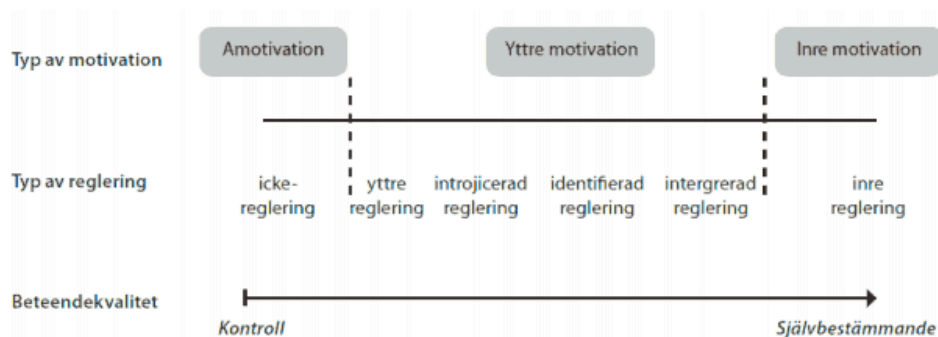 Typ av motivation
Amotivation
Yttre motivation
Inre motivation
Typ av reglering
icke-
reglering
yttre
reglering
introjicerad
reglering
identifierad
reglering
intergrerad
reglering
inre
reglering
Beteendekvalitet
Kontroll
Självbestämmande